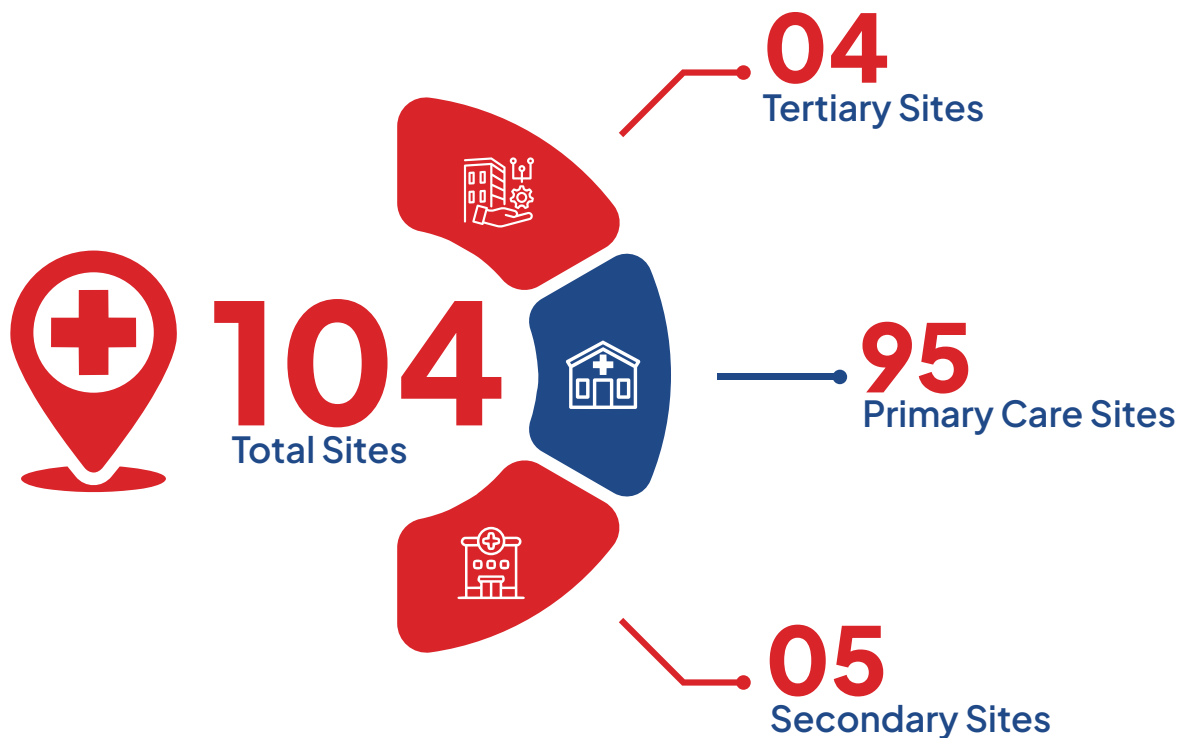 04
Tertiary Sites
104
Total Sites
95
Primary Care Sites
05
Secondary Sites